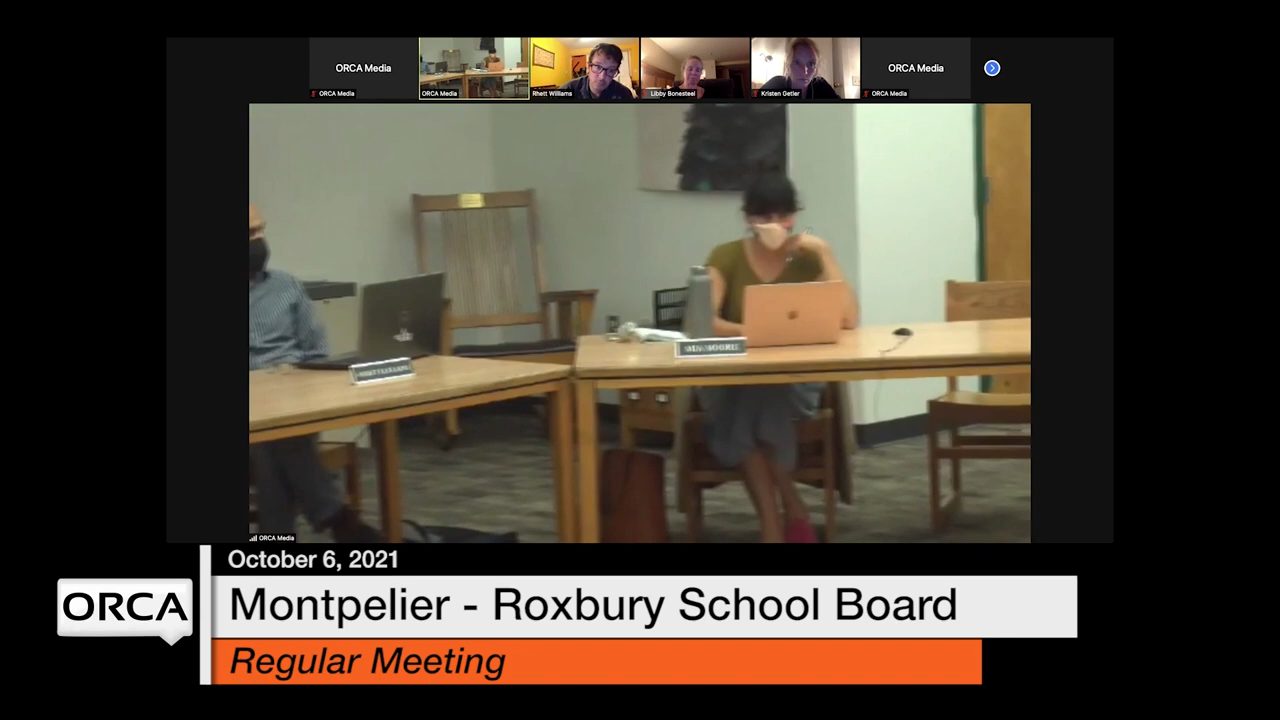 ORCA Media
ORCA Media
ORCA Media
ORCA Media
Rhett Williams
Libby Bonesteel
Kristen Getler
ORCA Media
ORCA Media
October 6, 2021
ORCA
Montpelier - Roxbury School Board
Regular Meeting